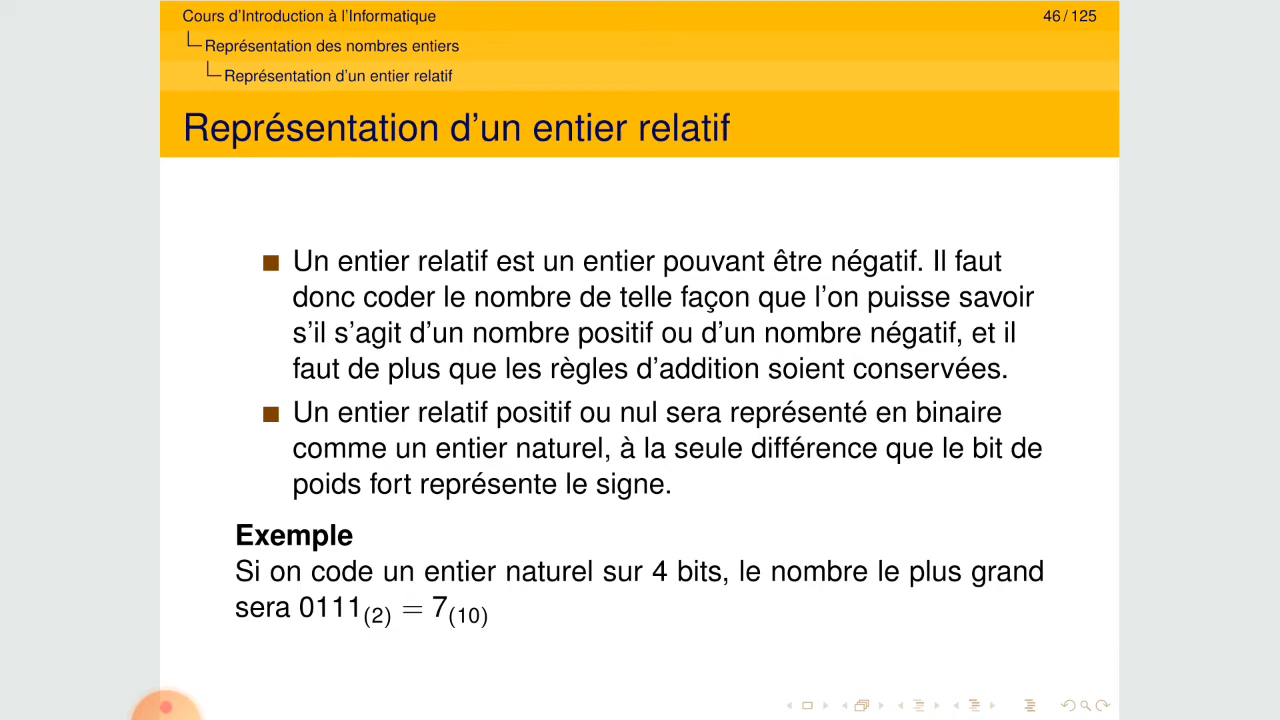 Cours d'Introduction à l'Informatique 46 / 125
Représentation des nombres entiers
Représentation d'un entier relatif
Représentation d'un entier relatif
Un entier relatif est un entier pouvant être négatif. Il faut
donc coder le nombre de telle façon que l'on puisse savoir
s'il s'agit d'un nombre positif ou d'un nombre négatif, et il
faut de plus que les règles d'addition soient conservées.
Un entier relatif positif ou nul sera représenté en binaire
comme un entier naturel, à la seule différence que le bit de
poids fort représente le signe.
Exemple
Si on code un entier naturel sur 4 bits, le nombre le plus grand
sera 0111₍₂₎ = 7₍₁₀₎